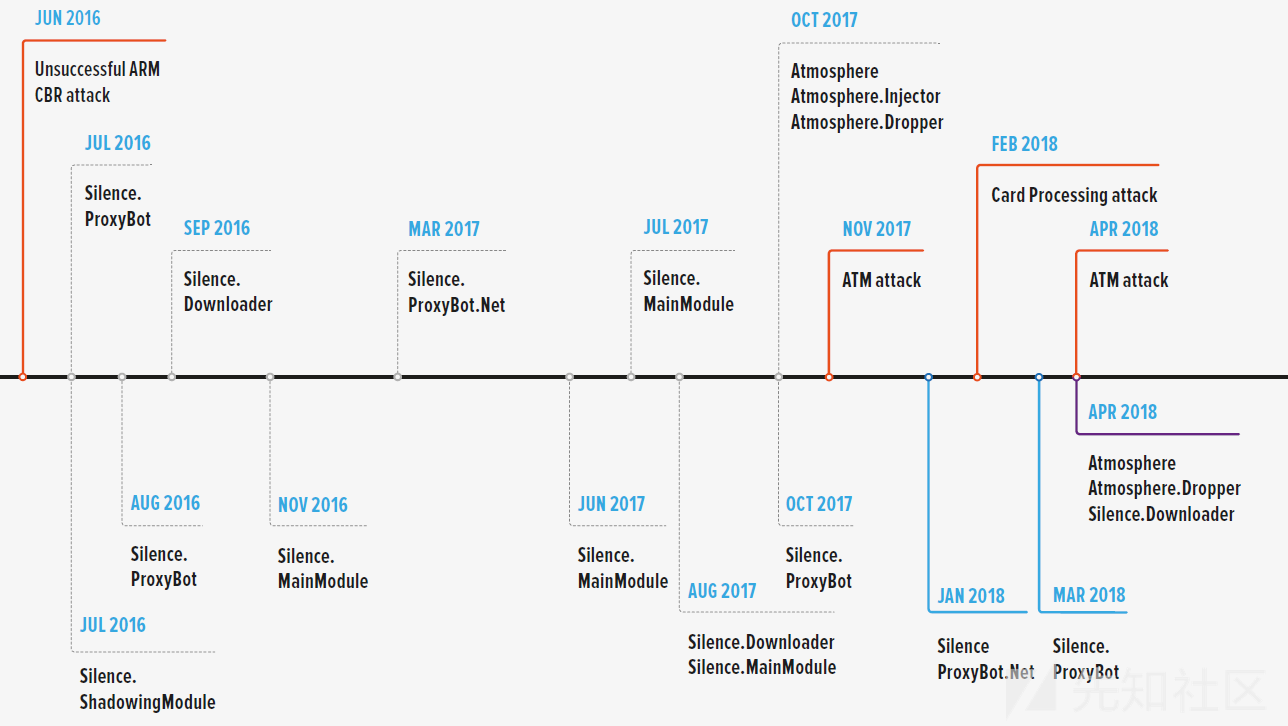 JUN 2016
Unsuccessful ARM
CBR attack
JUL 2016
Silence.
ProxyBot
SEP 2016
Silence.
Downloader
MAR 2017
Silence.
ProxyBot.Net
JUL 2017
Silence.
MainModule
OCT 2017
Atmosphere
Atmosphere.Injector
Atmosphere.Dropper
NOV 2017
ATM attack
FEB 2018
Card Processing attack
APR 2018
ATM attack
JUL 2016
Silence.
ShadowingModule
AUG 2016
Silence.
ProxyBot
NOV 2016
Silence.
MainModule
JUN 2017
Silence.
MainModule
AUG 2017
Silence.Downloader
Silence.MainModule
OCT 2017
Silence.
ProxyBot
JAN 2018
Silence
ProxyBot.Net
MAR 2018
Silence.
ProxyBot
APR 2018
Atmosphere
Atmosphere.Dropper
Silence.Downloader
先知社区